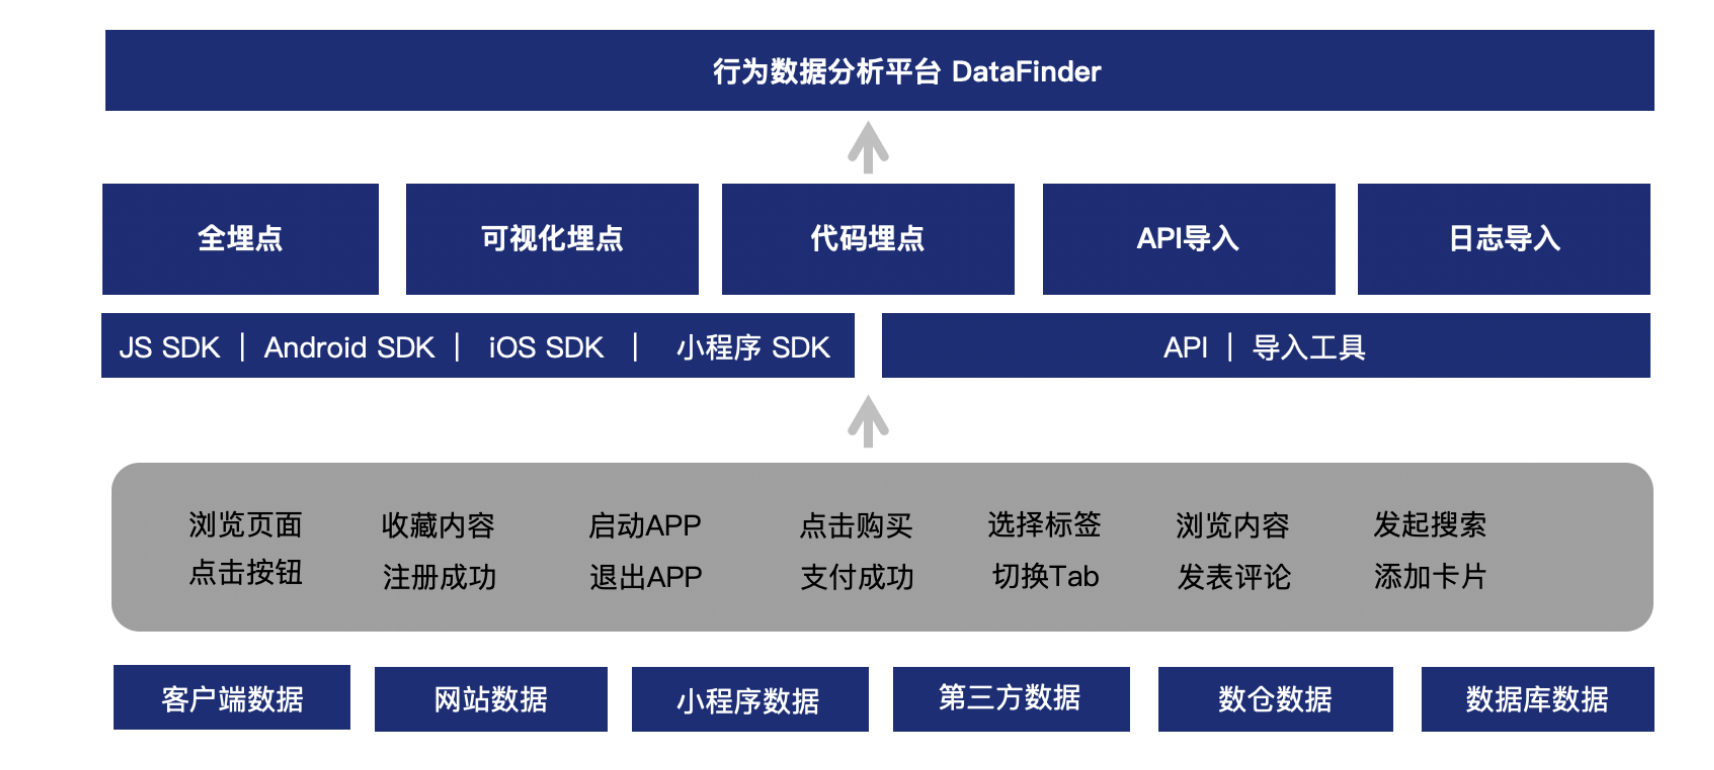 行为数据分析平台 DataFinder
全埋点
可视化埋点
代码埋点
API导入
日志导入
JS SDK | Android SDK | iOS SDK | 小程序 SDK
API | 导入工具
浏览页面 收藏内容 启动APP 点击购买 选择标签 浏览内容 发起搜索
点击按钮 注册成功 退出APP 支付成功 切换Tab 发表评论 添加卡片
客户端数据
网站数据
小程序数据
第三方数据
数仓数据
数据库数据